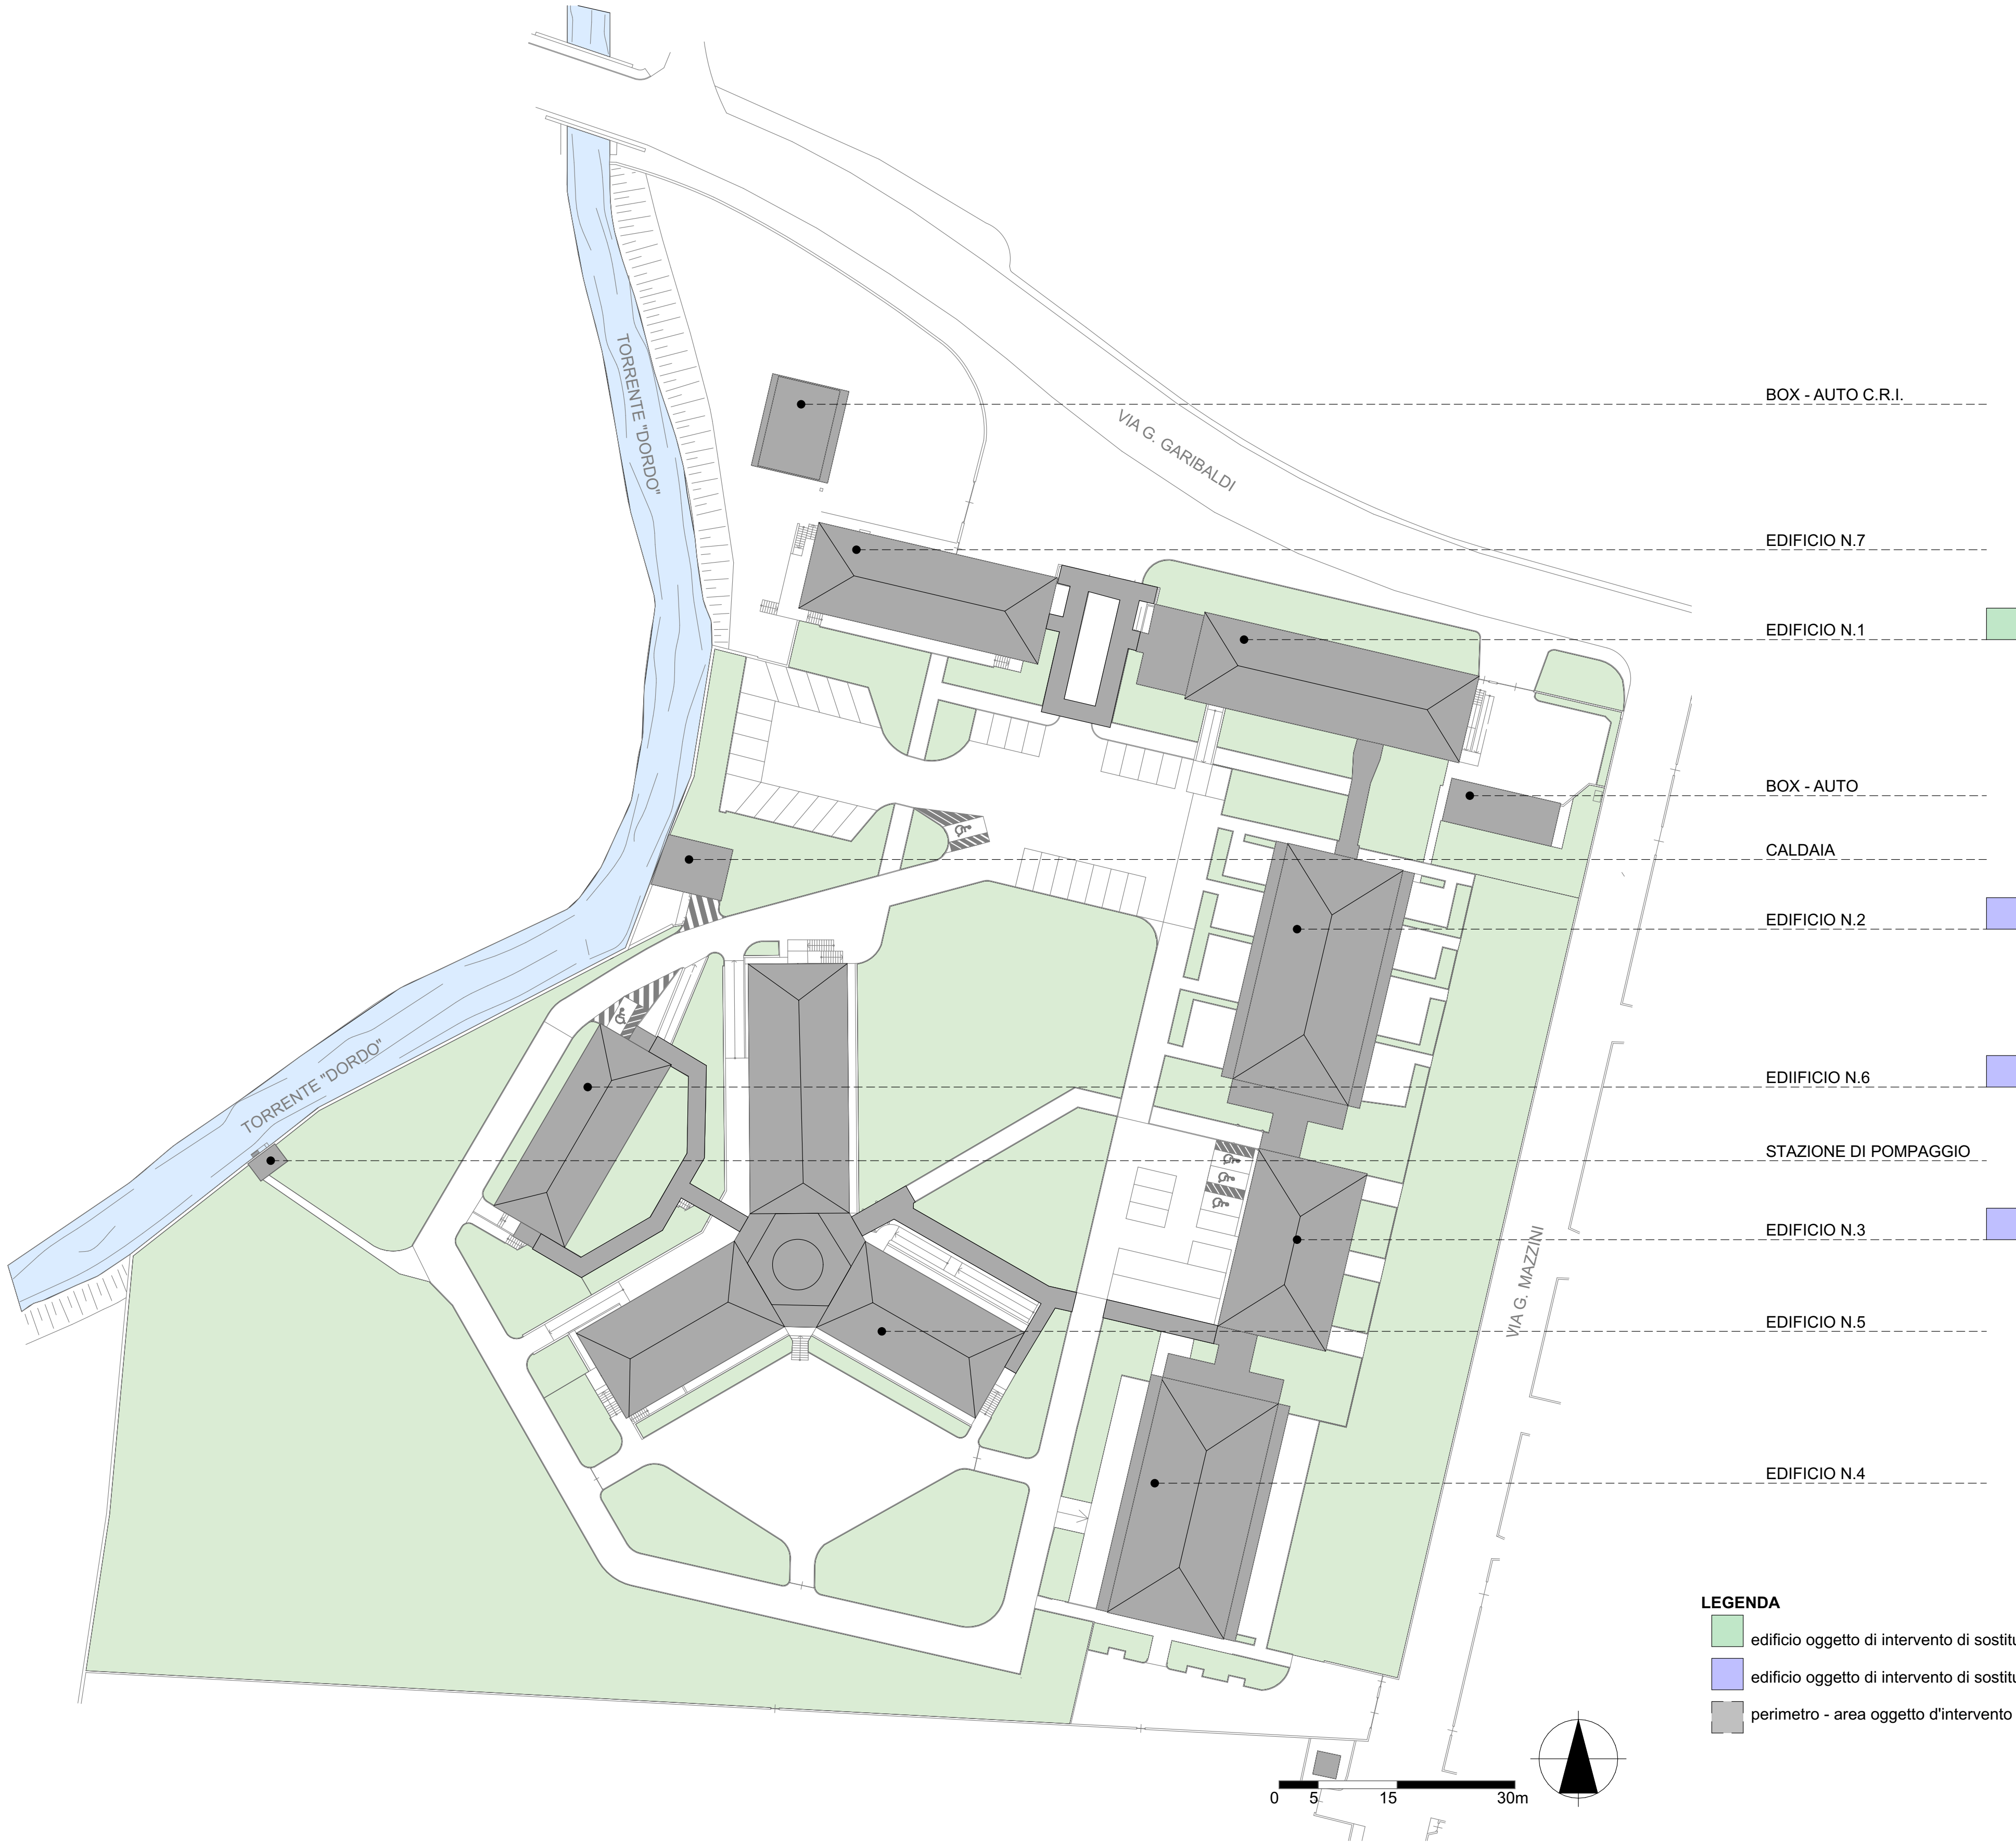 TORRENTE "DORDO"
VIA G. GARIBALDI
BOX - AUTO C.R.I.
EDIFICIO N.7
EDIFICIO N.1
BOX - AUTO
CALDAIA
EDIFICIO N.2
TORRENTE "DORDO"
EDIIFICIO N.6
STAZIONE DI POMPAGGIO
EDIFICIO N.3
VIA G. MAZZINI
EDIFICIO N.5
EDIFICIO N.4
LEGENDA
edificio oggetto di intervento di
edificio oggetto di intervento di
perimetro - area oggetto d'intervento
0 5 15 30m